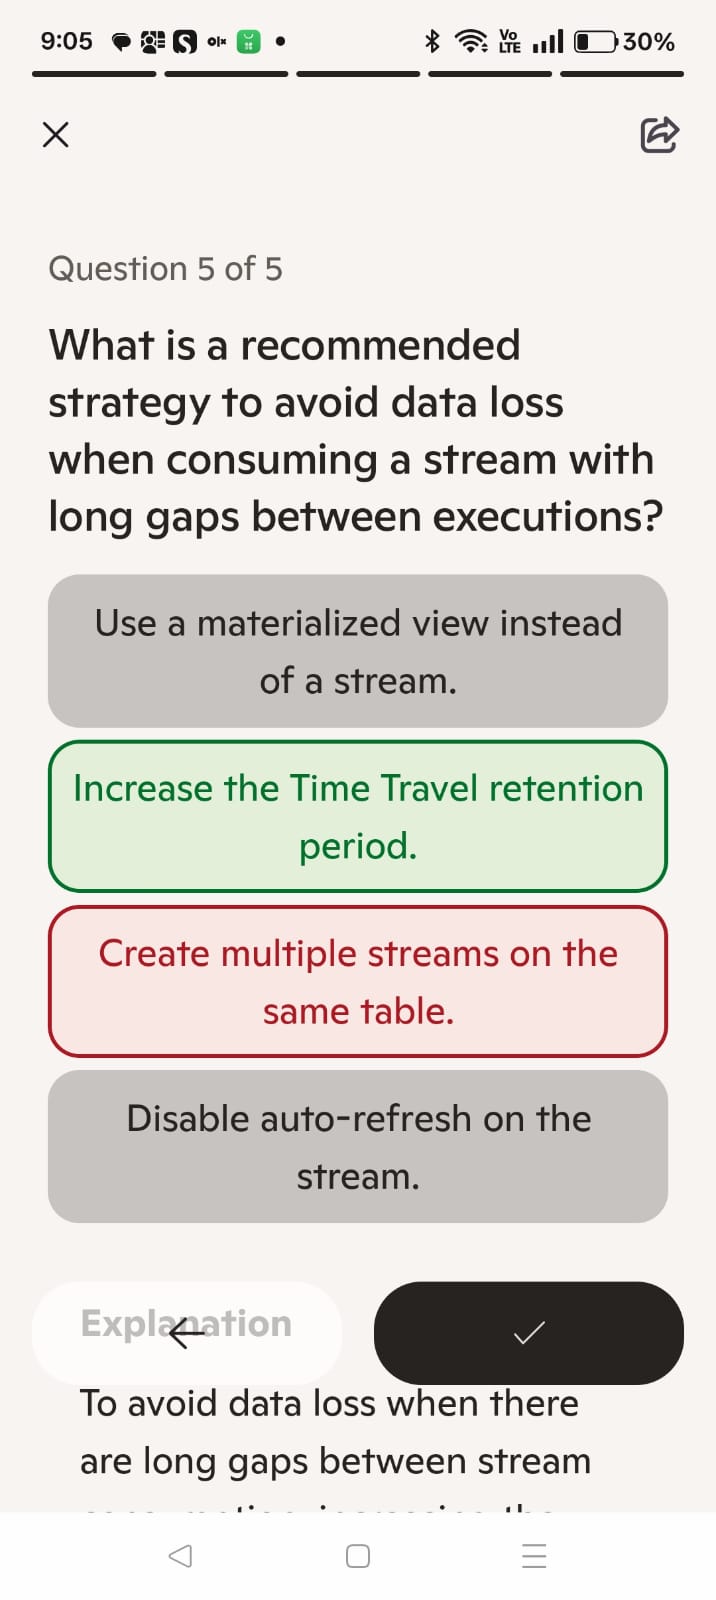 9:05
olx
Vo
LTE
30%
Question 5 of 5
What is a recommended
strategy to avoid data loss
when consuming a stream with
long gaps between executions?
Use a materialized view instead
of a stream.
Increase the Time Travel retention
period.
Create multiple streams on the
same table.
Disable auto-refresh on the
stream.
Explanation
To avoid data loss when there
are long gaps between stream